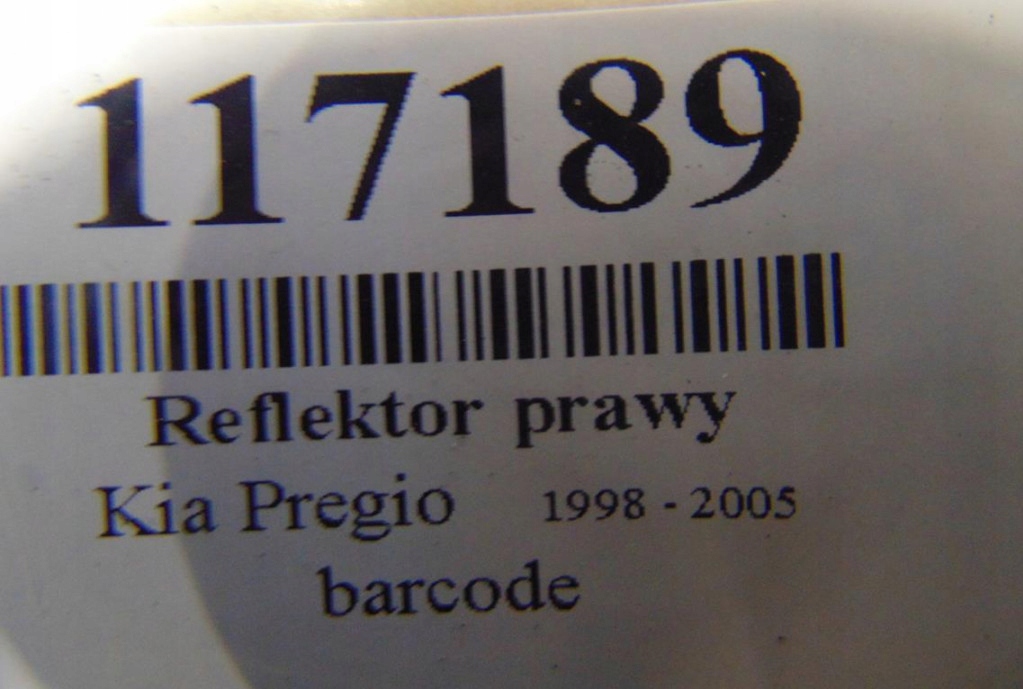 117189
Reflektor prawy
Kia Pregio 1998 - 2005
barcode